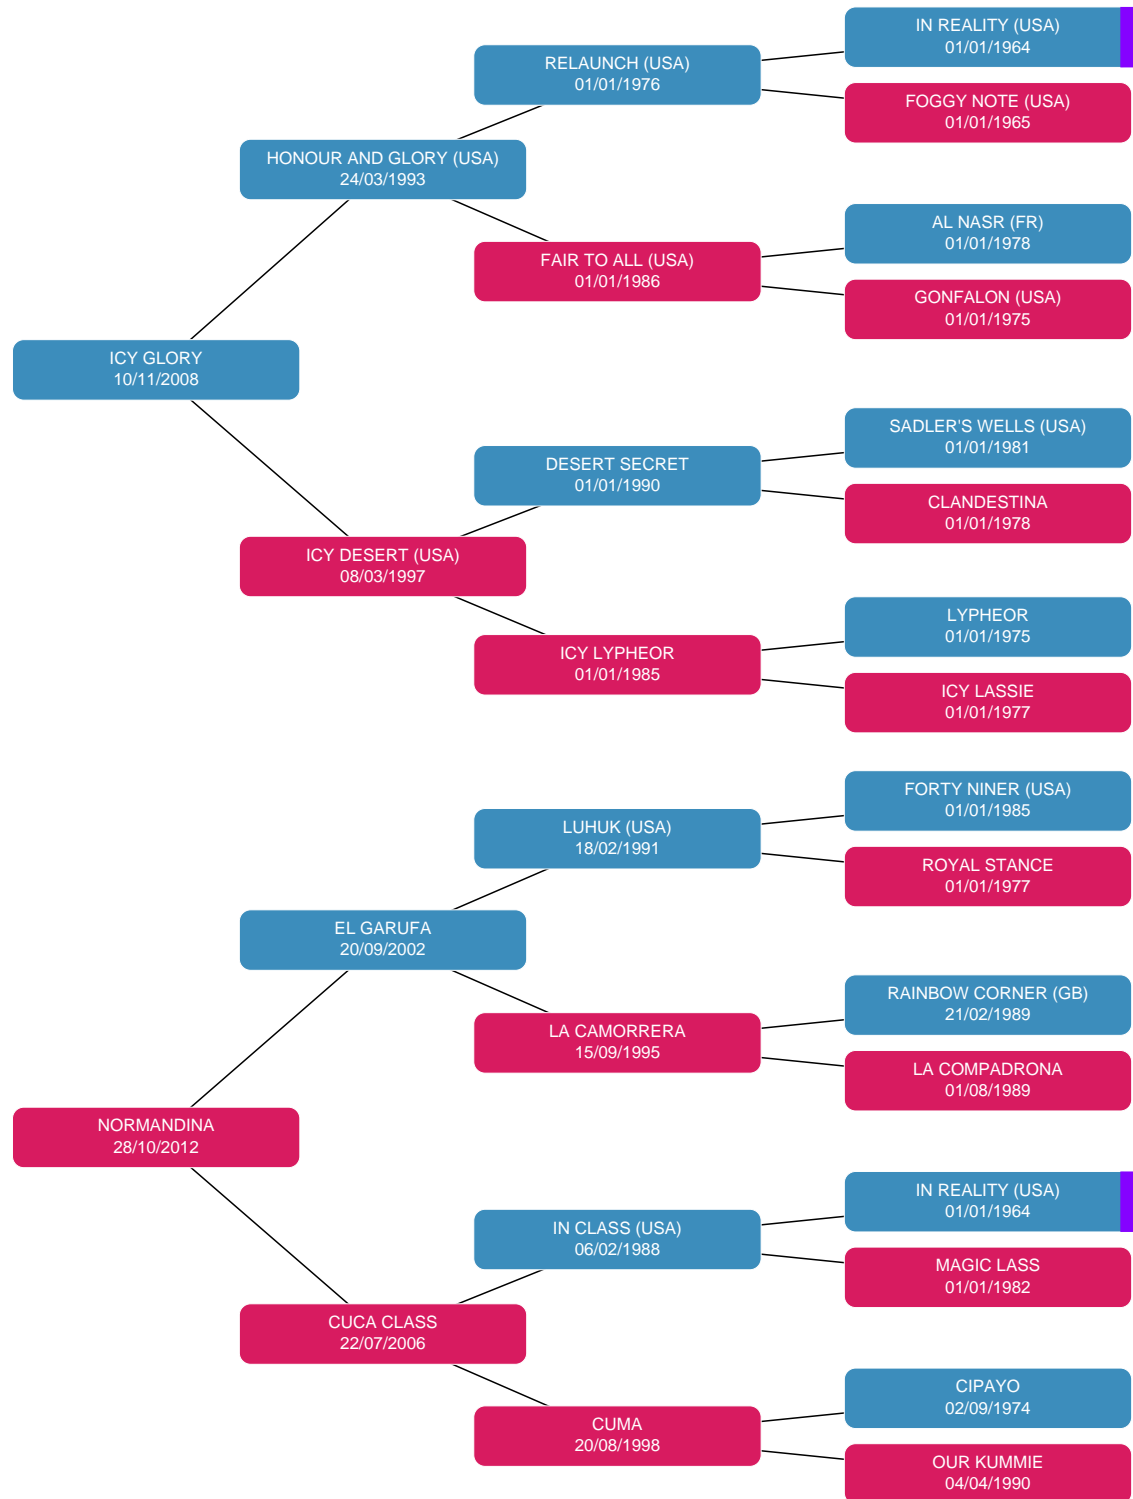 IN REALITY (USA)
01/01/1964
RELAUNCH (USA)
01/01/1976
FOGGY NOTE (USA)
01/01/1965
HONOUR AND GLORY (USA)
24/03/1993
AL NASR (FR)
01/01/1978
FAIR TO ALL (USA)
01/01/1986
GONFALON (USA)
01/01/1975
ICY GLORY
10/11/2008
SADLER'S WELLS (USA)
01/01/1981
DESERT SECRET
01/01/1990
CLANDESTINA
01/01/1978
ICY DESERT (USA)
08/03/1997
LYPHEOR
01/01/1975
ICY LYPHEOR
01/01/1985
ICY LASSIE
01/01/1977
FORTY NINER (USA)
01/01/1985
LUHUK (USA)
18/02/1991
ROYAL STANCE
01/01/1977
EL GARUFA
20/09/2002
RAINBOW CORNER (GB)
21/02/1989
LA CAMORRERA
15/09/1995
LA COMPADRONA
01/08/1989
NORMANDINA
28/10/2012
IN REALITY (USA)
01/01/1964
IN CLASS (USA)
06/02/1988
MAGIC LASS
01/01/1982
CUCA CLASS
22/07/2006
CIPAYO
02/09/1974
CUMA
20/08/1998
OUR KUMMIE
04/04/1990